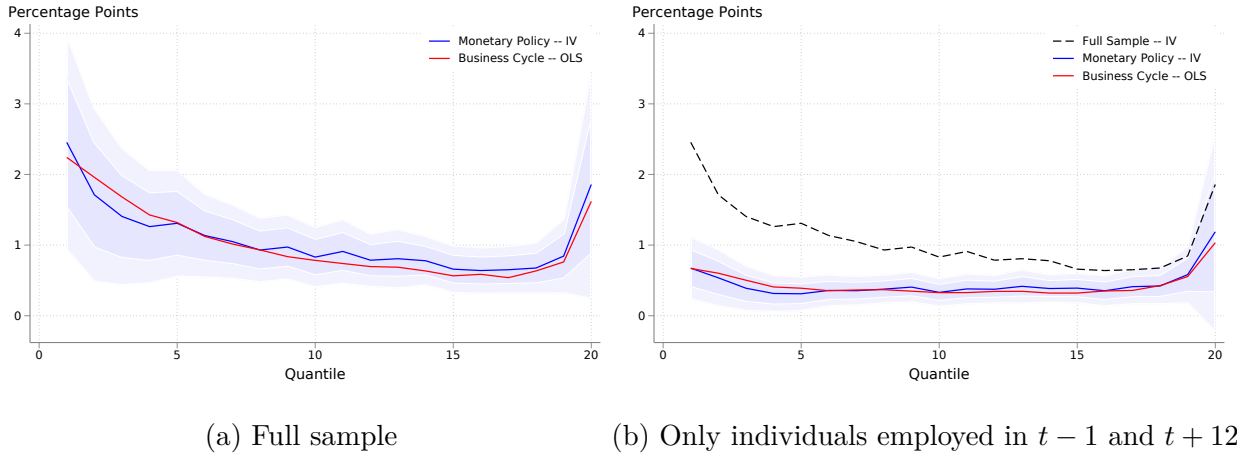 Percentage Points
4
3
2
1
0
0
5
10
15
20
Quantile
Monetary Policy -- IV
Business Cycle -- OLS
(a) Full sample
Percentage Points
4
3
2
1
0
0
5
10
15
20
Quantile
Full Sample -- IV
Monetary Policy -- IV
Business Cycle -- OLS
(b) Only individuals employed in t − 1 and t + 12